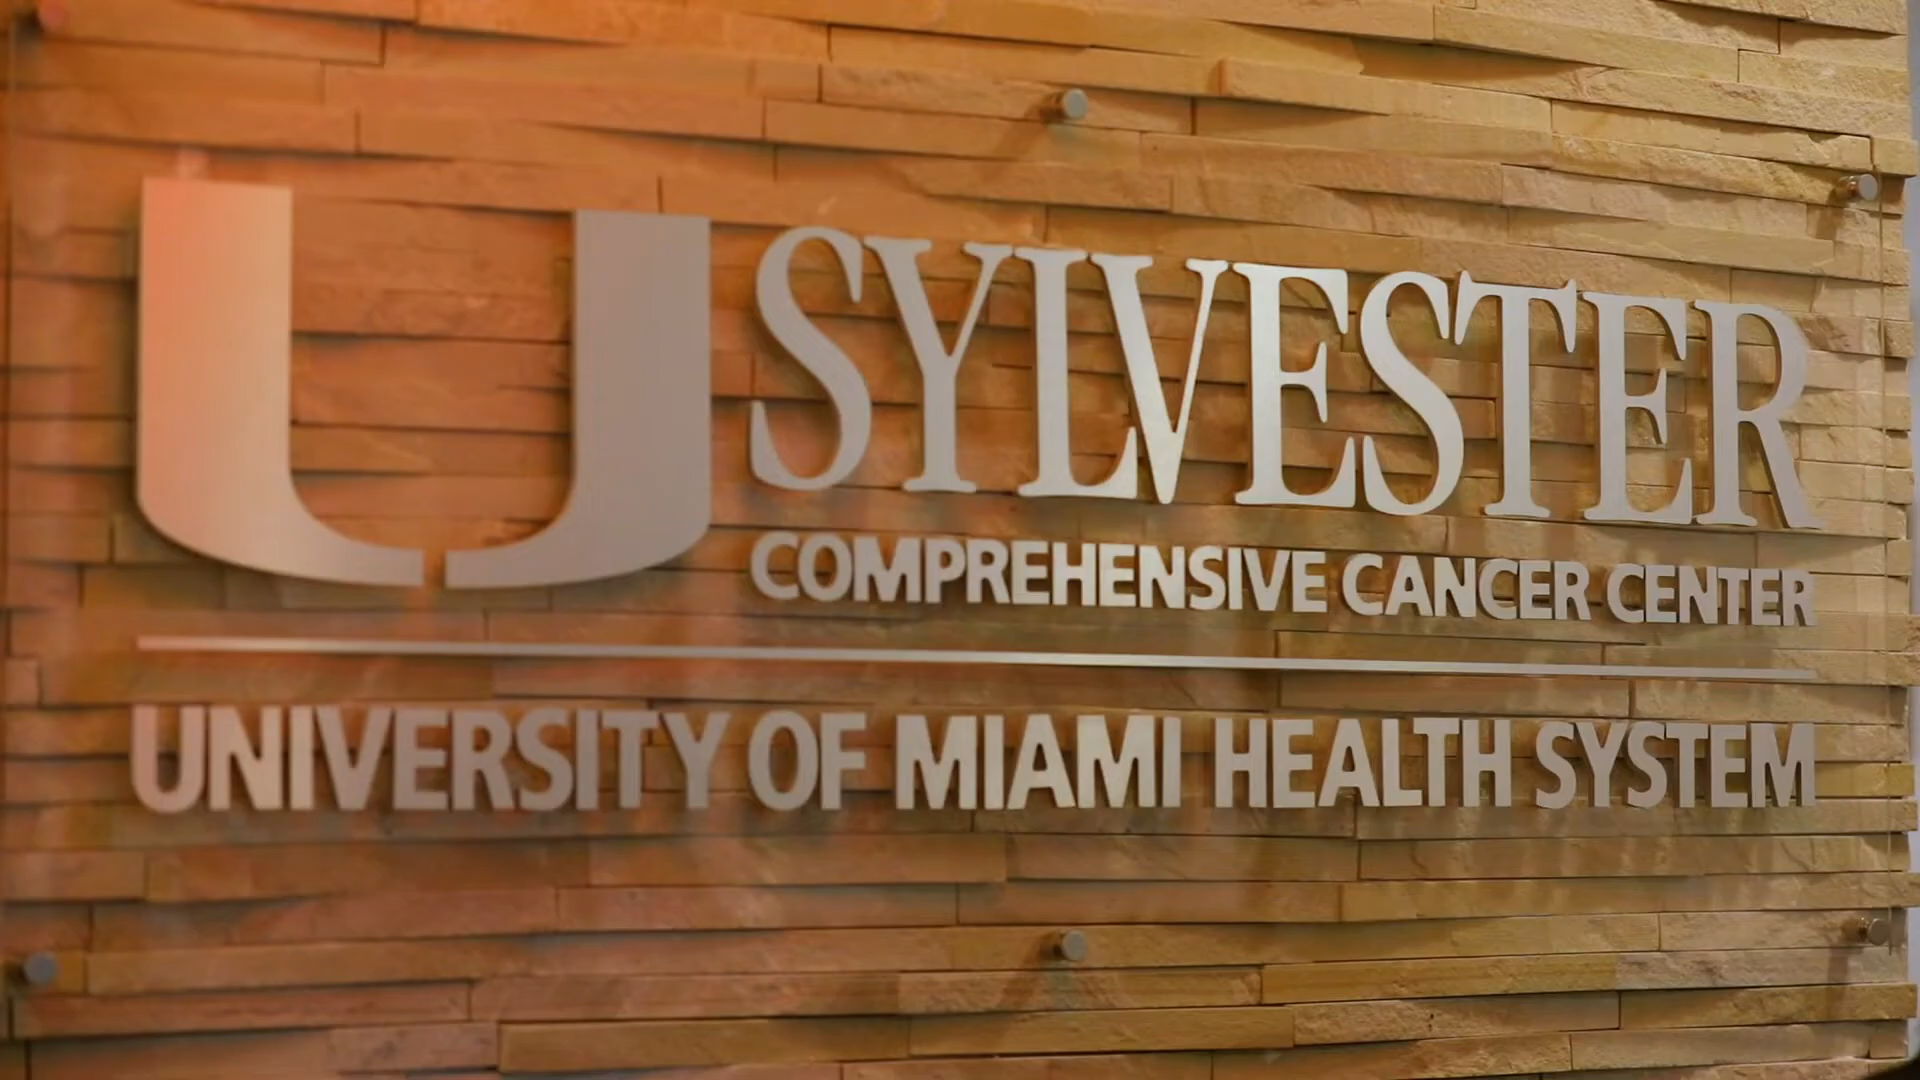 U SYLVESTER
COMPREHENSIVE CANCER CENTER
UNIVERSITY OF MIAMI HEALTH SYSTEM